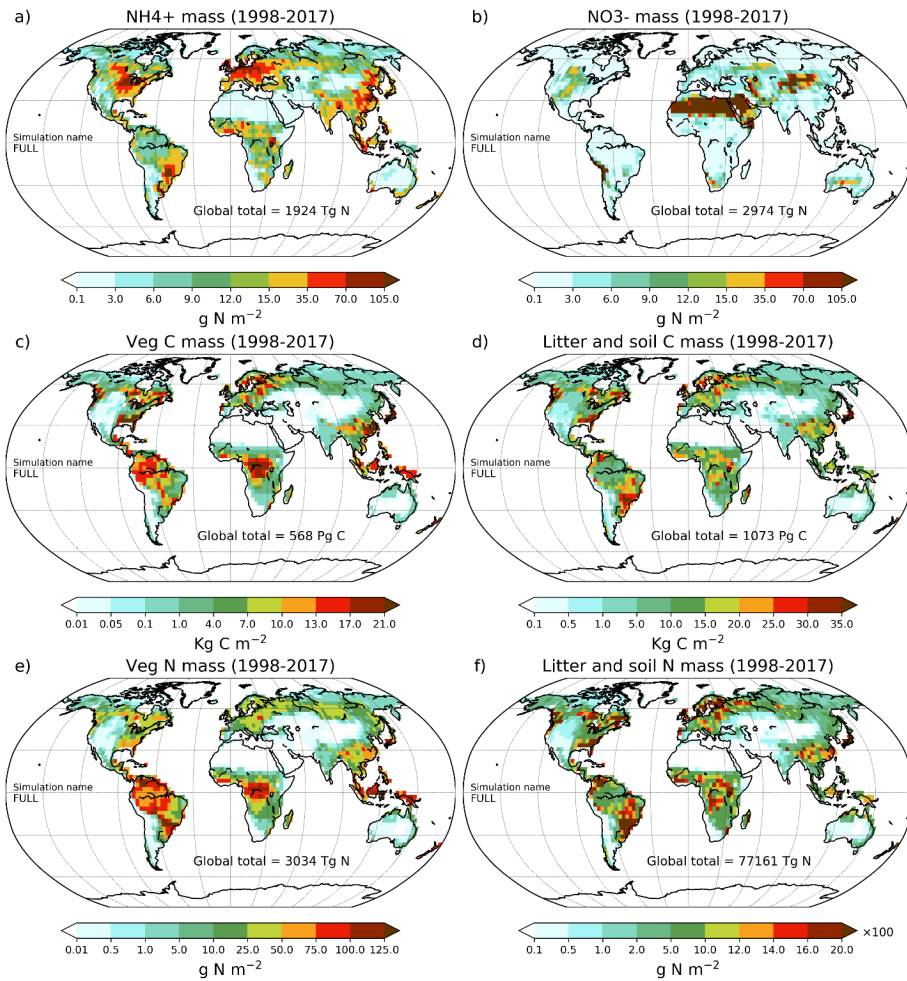 a) NH4+ mass (1998-2017)
Simulation name
FULL
Global total = 1924 Tg N
0.1 3.0 6.0 9.0 12.0 15.0 35.0 70.0 105.0
g N m⁻²
b) NO3- mass (1998-2017)
Simulation name
FULL
Global total = 2974 Tg N
0.1 3.0 6.0 9.0 12.0 15.0 35.0 70.0 105.0
g N m⁻²
c) Veg C mass (1998-2017)
Simulation name
FULL
Global total = 568 Pg C
0.01 0.05 0.1 1.0 4.0 7.0 10.0 13.0 17.0 21.0
Kg C m⁻²
d) Litter and soil C mass (1998-2017)
Simulation name
FULL
Global total = 1073 Pg C
0.1 0.5 1.0 5.0 10.0 15.0 20.0 25.0 30.0 35.0
Kg C m⁻²
e) Veg N mass (1998-2017)
Simulation name
FULL
Global total = 3034 Tg N
0.01 0.5 1.0 5.0 10.0 25.0 50.0 75.0 100.0 125.0
g N m⁻²
f) Litter and soil N mass (1998-2017)
Simulation name
FULL
Global total = 77161 Tg N
0.1 0.5 1.0 2.0 5.0 10.0 12.0 14.0 16.0 20.0 ×100
g N m⁻²